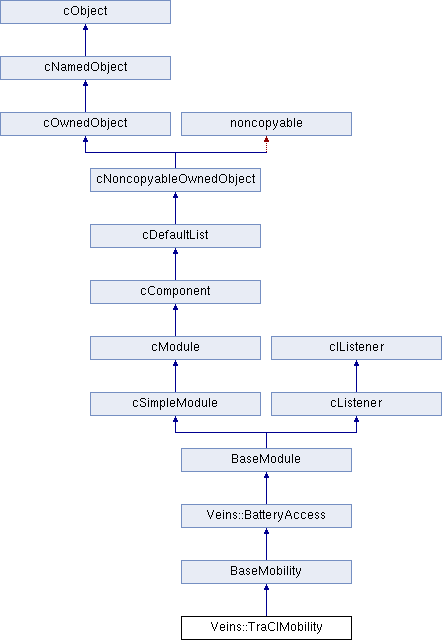 cObject
cNamedObject
cOwnedObject
noncopyable
cNoncopyableOwnedObject
cDefaultList
cComponent
cModule
cIListener
cSimpleModule
cListener
BaseModule
Veins::BatteryAccess
BaseMobility
Veins::TraCIMobility